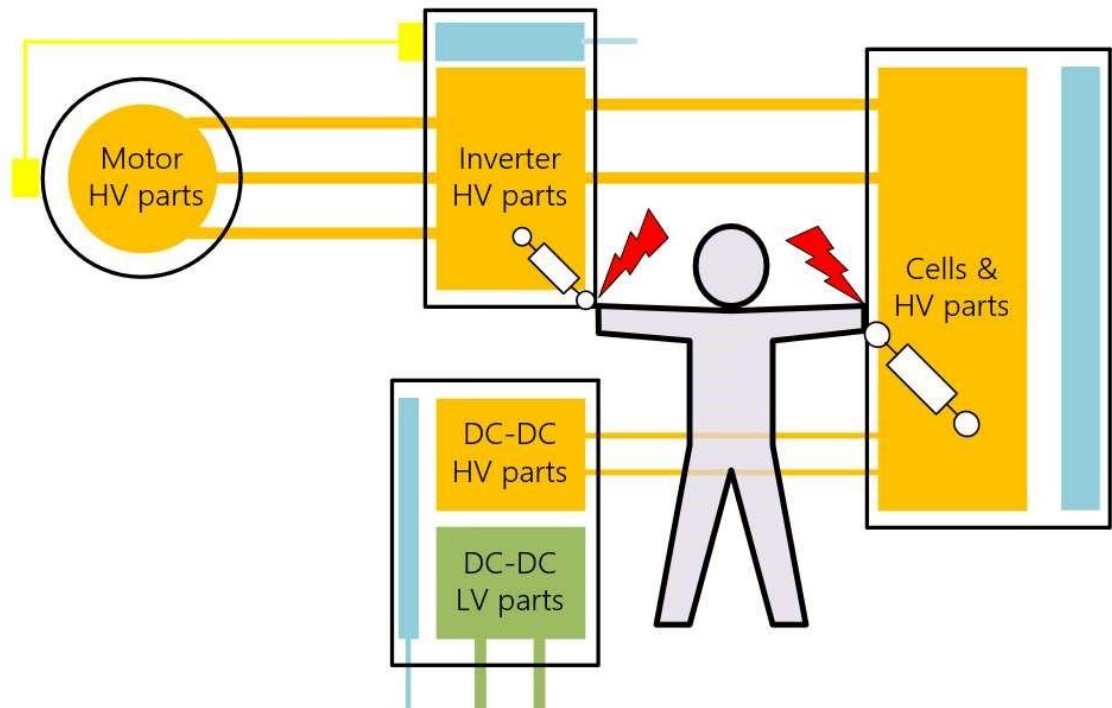 Motor
HV parts
Inverter
HV parts
Cells &
HV parts
DC-DC
HV parts
DC-DC
LV parts